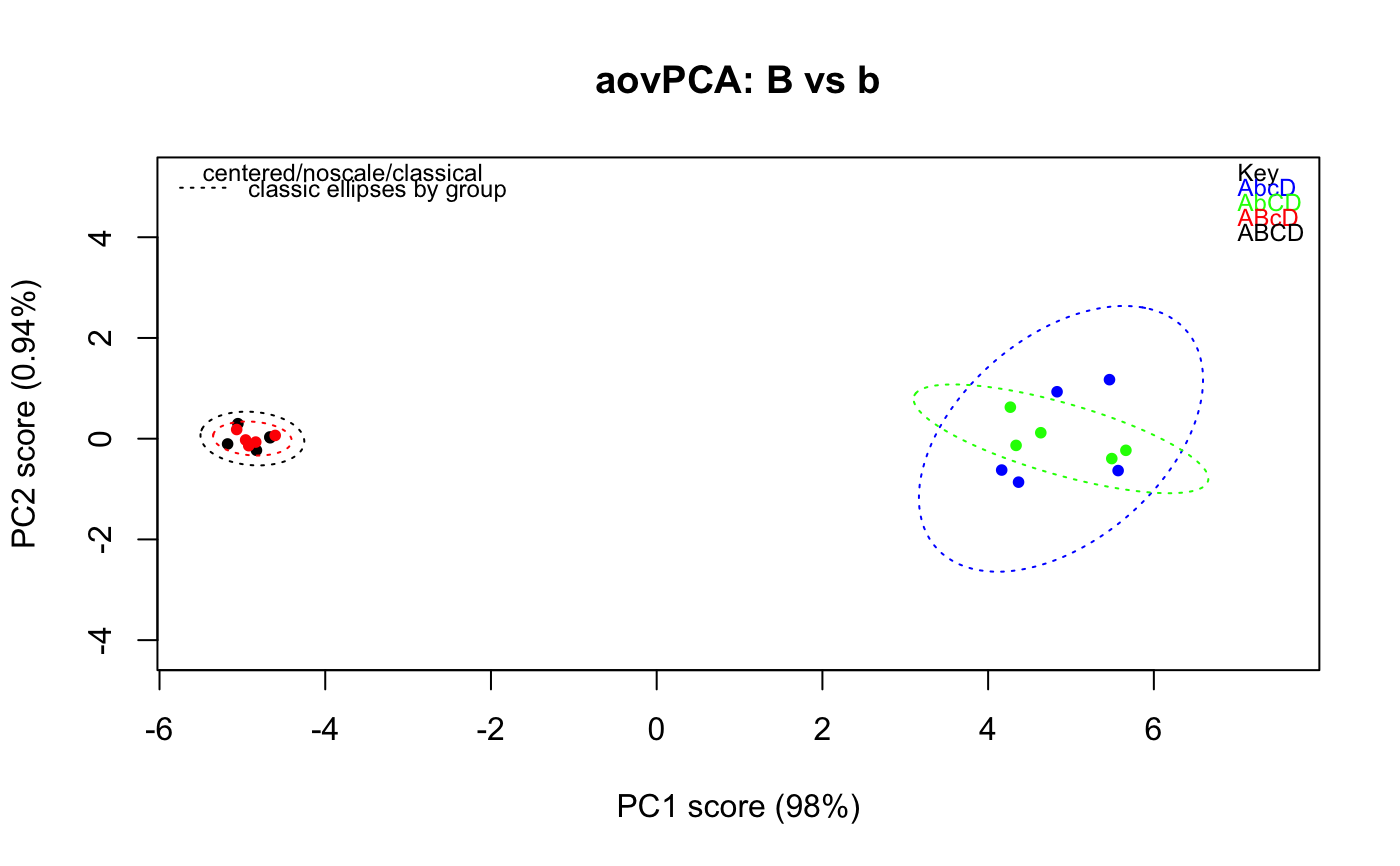 aovPCA: B vs b
centered/noscale/classical
classic ellipses by group
Key
AbcD
AbCD
ABcD
ABCD
PC2 score (0.94%)
4
2
0
-2
-4
-6 -4 -2 0 2 4 6
PC1 score (98%)